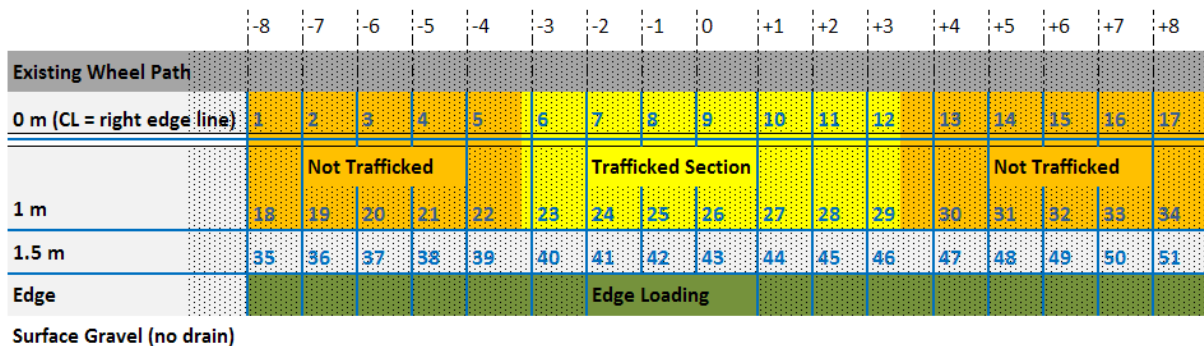 -8 -7 -6 -5 -4 -3 -2 -1 0 +1 +2 +3 +4 +5 +6 +7 +8
Existing Wheel Path
0 m (CL = right edge line) 1 2 3 4 5 6 7 8 9 10 11 12 13 14 15 16 17
Not Trafficked Trafficked Section Not Trafficked
1 m 18 19 20 21 22 23 24 25 26 27 28 29 30 31 32 33 34
1.5 m 35 36 37 38 39 40 41 42 43 44 45 46 47 48 49 50 51
Edge Edge Loading
Surface Gravel (no drain)